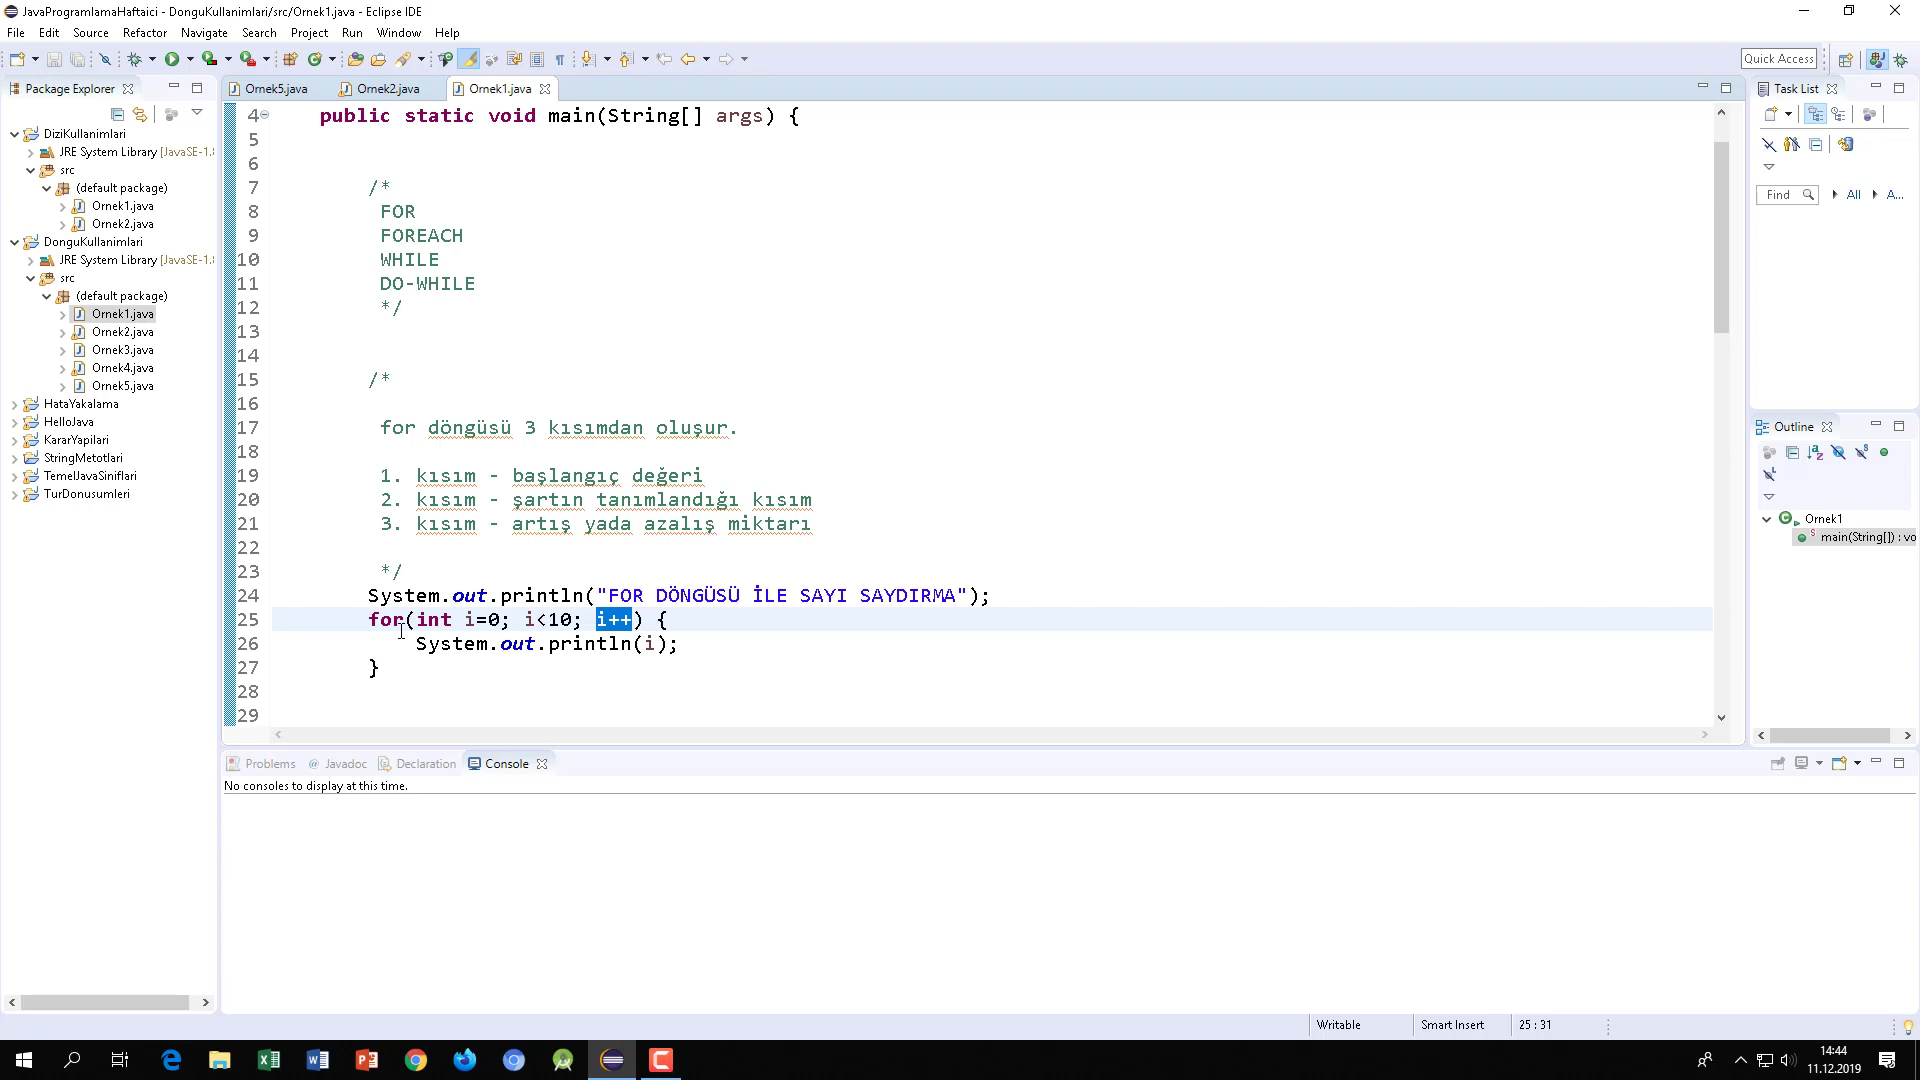 JavaProgramlamaHaftaici - DonguKullanimlari/src/Ornek1.java - Eclipse IDE
File Edit Source Refactor Navigate Search Project Run Window Help
Quick Access
Package Explorer
DiziKullanimlari
JRE System Library [JavaSE-1.8
src
(default package)
Ornek1.java
Ornek2.java
DonguKullanimlari
JRE System Library [JavaSE-1.8
src
(default package)
Ornek1.java
Ornek2.java
Ornek3.java
Ornek4.java
Ornek5.java
HataYakalama
HelloJava
KararYapilari
StringMetotlari
TemelJavaSiniflari
TurDonusumleri
Ornek5.java Ornek2.java Ornek1.java
4 public static void main(String[] args) {
5
6
7 /*
8 FOR
9 FOREACH
10 WHILE
11 DO-WHILE
12 */
13
14
15 /*
16
17 for döngüsü 3 kısımdan oluşur.
18
19 1. kısım - başlangıç değeri
20 2. kısım - şartın tanımlandığı kısım
21 3. kısım - artış yada azalış miktarı
22
23 */
24 System.out.println("FOR DÖNGÜSÜ İLE SAYI SAYDIRMA");
25 for(int i=0; i<10; i++) {
26 System.out.println(i);
27 }
28
29
Task List
Find All A...
Outline
Ornek1
main(String[]) : vo
Problems Javadoc Declaration Console
No consoles to display at this time.
Writable Smart Insert 25 : 31
14:44
11.12.2019